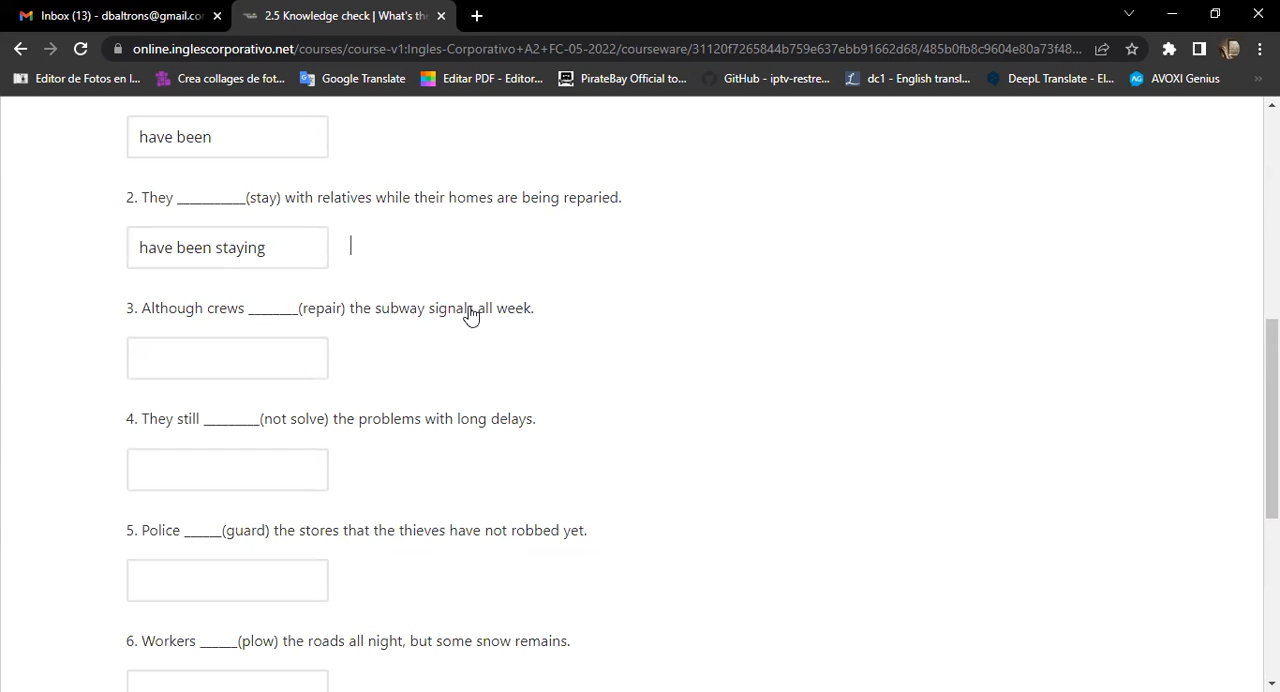 Inbox (13) - dbaltrons@gmail.co
2.5 Knowledge check | What's the
online.inglescorporativo.net/courses/course-v1:Ingles-Corporativo+A2+FC-05-2022/courseware/31120f7265844b759e637ebb91662d68/485b0fb8c9604e80a73f48...
Editor de Fotos en l...
Crea collages de fot...
Google Translate
Editar PDF - Editor...
PirateBay Official to...
GitHub - iptv-restre...
dc1 - English transl...
DeepL Translate - El...
AVOXI Genius
have been
2. They __________(stay) with relatives while their homes are being reparied.
have been staying
3. Although crews ________(repair) the subway signals all week.
4. They still _________(not solve) the problems with long delays.
5. Police ______(guard) the stores that the thieves have not robbed yet.
6. Workers ______(plow) the roads all night, but some snow remains.